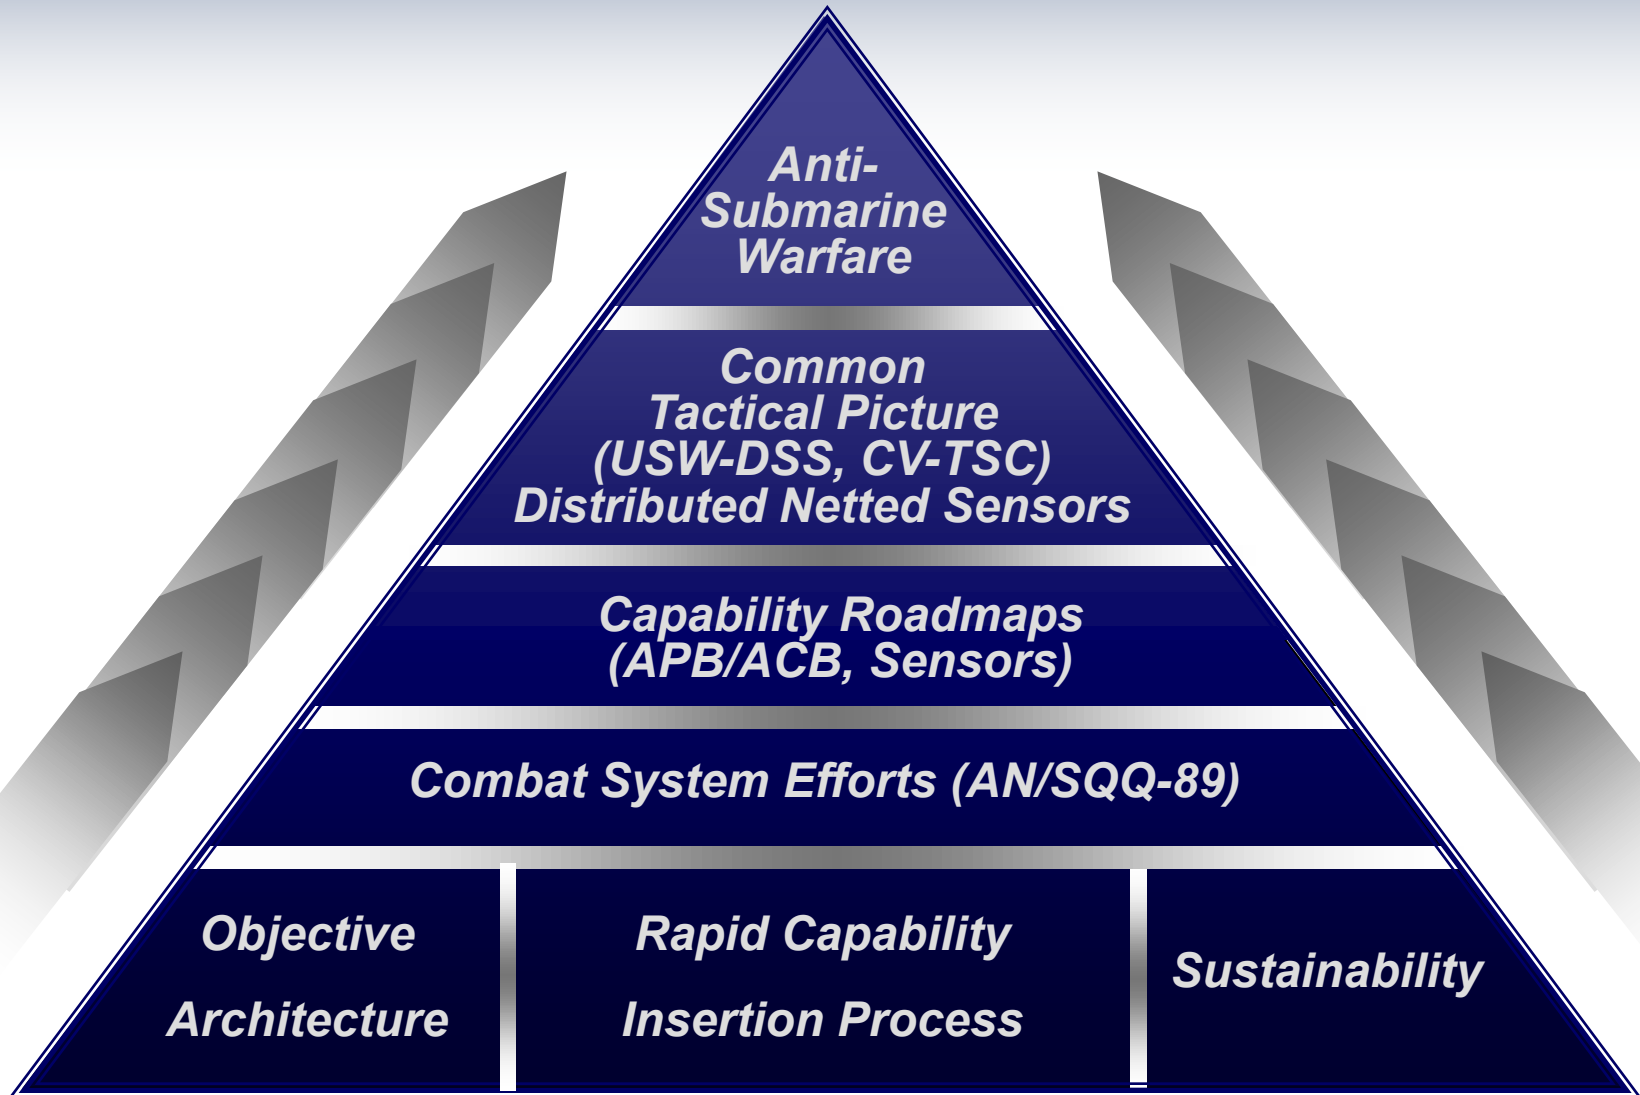 Anti-
Submarine
Warfare
Common
Tactical Picture
(USW-DSS, CV-TSC)
Distributed Netted Sensors
Capability Roadmaps
(APB/ACB, Sensors)
Combat System Efforts (AN/SQQ-89)
Objective
Architecture
Rapid Capability
Insertion Process
Sustainability